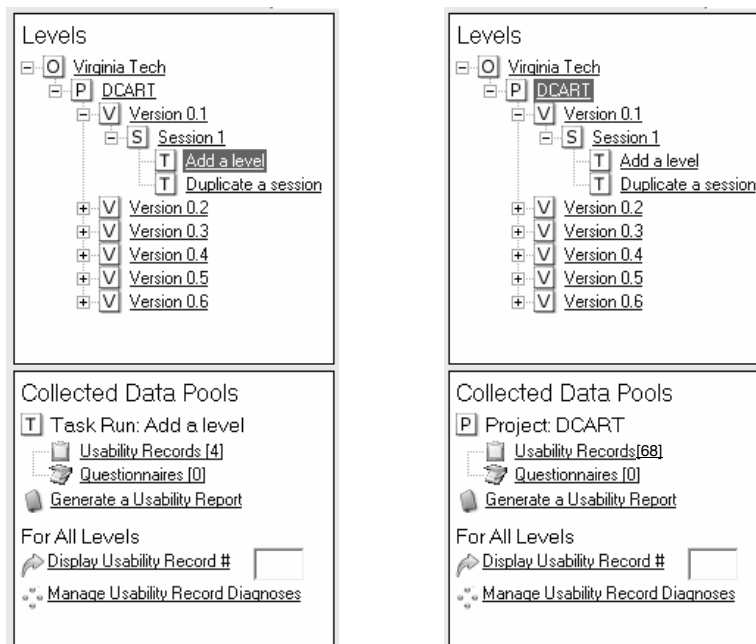 Levels
O Virginia Tech
P DCART
V Version 0.1
S Session 1
T Add a level
T Duplicate a session
V Version 0.2
V Version 0.3
V Version 0.4
V Version 0.5
V Version 0.6
Collected Data Pools
T Task Run: Add a level
Usability Records [4]
Questionnaires [0]
Generate a Usability Report
For All Levels
Display Usability Record #
Manage Usability Record Diagnoses
Levels
O Virginia Tech
P DCART
V Version 0.1
S Session 1
T Add a level
T Duplicate a session
V Version 0.2
V Version 0.3
V Version 0.4
V Version 0.5
V Version 0.6
Collected Data Pools
P Project: DCART
Usability Records[68]
Questionnaires [0]
Generate a Usability Report
For All Levels
Display Usability Record #
Manage Usability Record Diagnoses